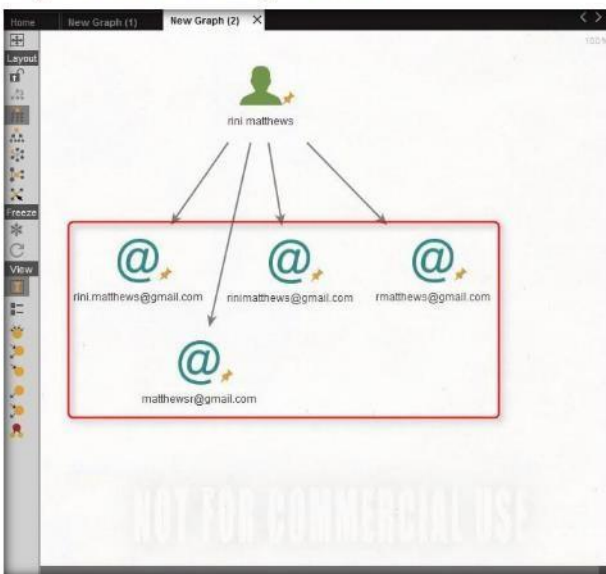 Home New Graph (1) New Graph (2) X
100%
Layout
rini matthews
Freeze
View
rini.matthews@gmail.com rinimatthews@gmail.com rmatthews@gmail.com
matthewsr@gmail.com
NOT FOR COMMERCIAL USE